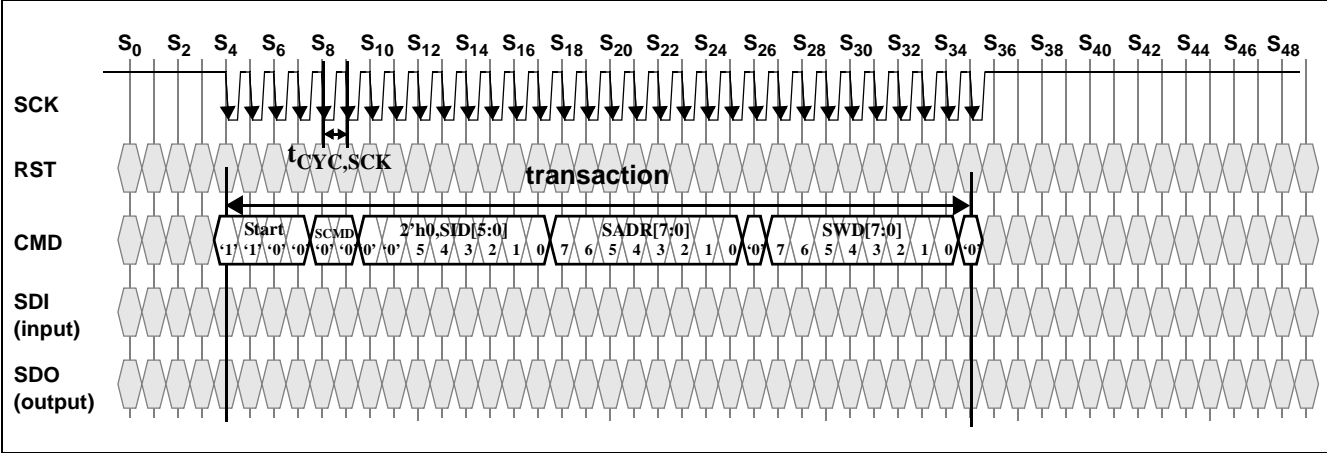 S0 S2 S4 S6 S8 S10 S12 S14 S16 S18 S20 S22 S24 S26 S28 S30 S32 S34 S36 S38 S40 S42 S44 S46 S48
SCK
tCYC,SCK
RST
transaction
CMD
Start SCMD 2’h0,SID[5:0] SADR[7:0] SWD[7:0]
‘1’ ‘1’ ‘0’ ‘0’ ‘0’ ‘0’ ‘0’ ‘0’ 5 4 3 2 1 0 7 6 5 4 3 2 1 0 ‘0’ 7 6 5 4 3 2 1 0 ‘0’
SDI
(input)
SDO
(output)